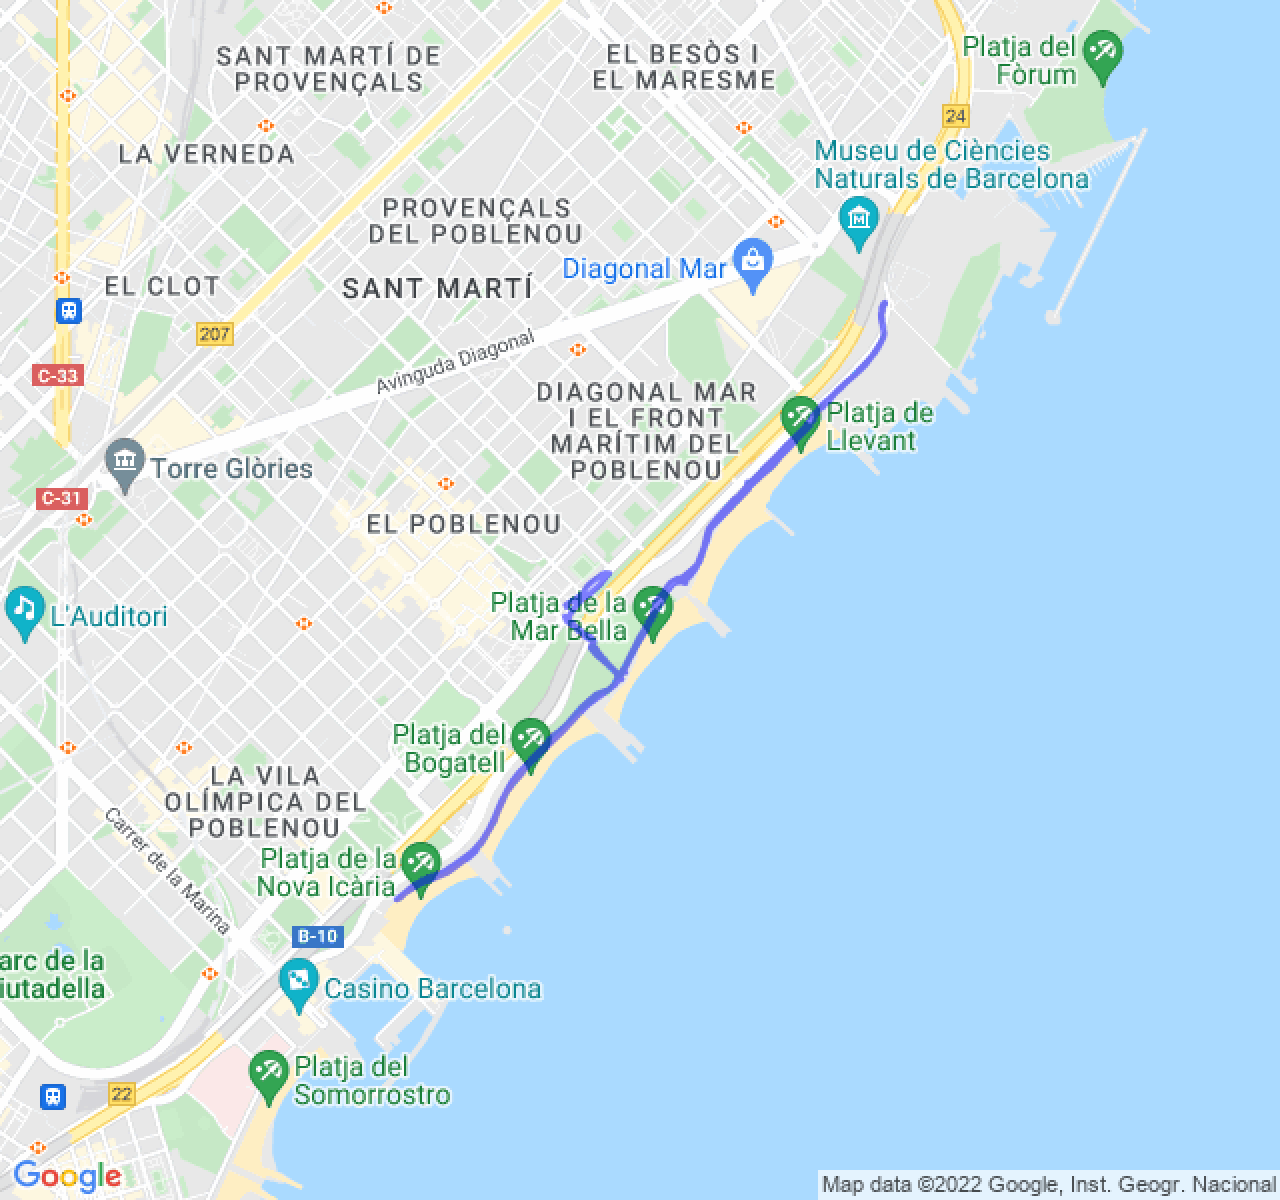 SANT MARTÍ DE
PROVENÇALS
EL BESÒS I
EL MARESME
Platja del
Fòrum
24
LA VERNEDA
Museu de Ciències
Naturals de Barcelona
PROVENÇALS
DEL POBLENOU
Diagonal Mar
EL CLOT
SANT MARTÍ
207
Avinguda Diagonal
C-33
DIAGONAL MAR
I EL FRONT
MARÍTIM DEL
POBLENOU
Platja de
Llevant
Torre Glòries
C-31
EL POBLENOU
Platja de la
Mar Bella
L'Auditori
Platja del
Bogatell
LA VILA
OLÍMPICA DEL
POBLENOU
Carrer de la Marina
Platja de la
Nova Icària
B-10
arc de la
iutadella
Casino Barcelona
Platja del
Somorrostro
22
Google
Map data ©2022 Google, Inst. Geogr. Nacional